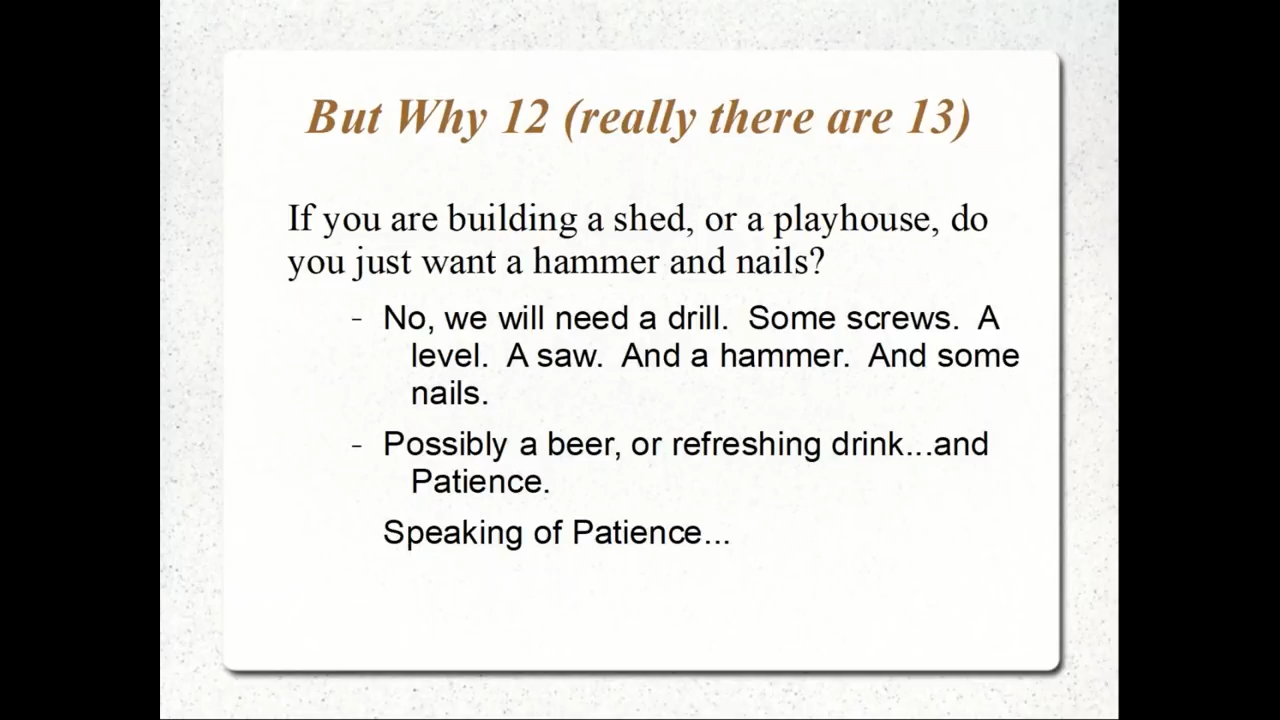 But Why 12 (really there are 13)
If you are building a shed, or a playhouse, do
you just want a hammer and nails?
- No, we will need a drill.  Some screws.  A
level.  A saw.  And a hammer.  And some
nails.
- Possibly a beer, or refreshing drink...and
Patience.
Speaking of Patience...